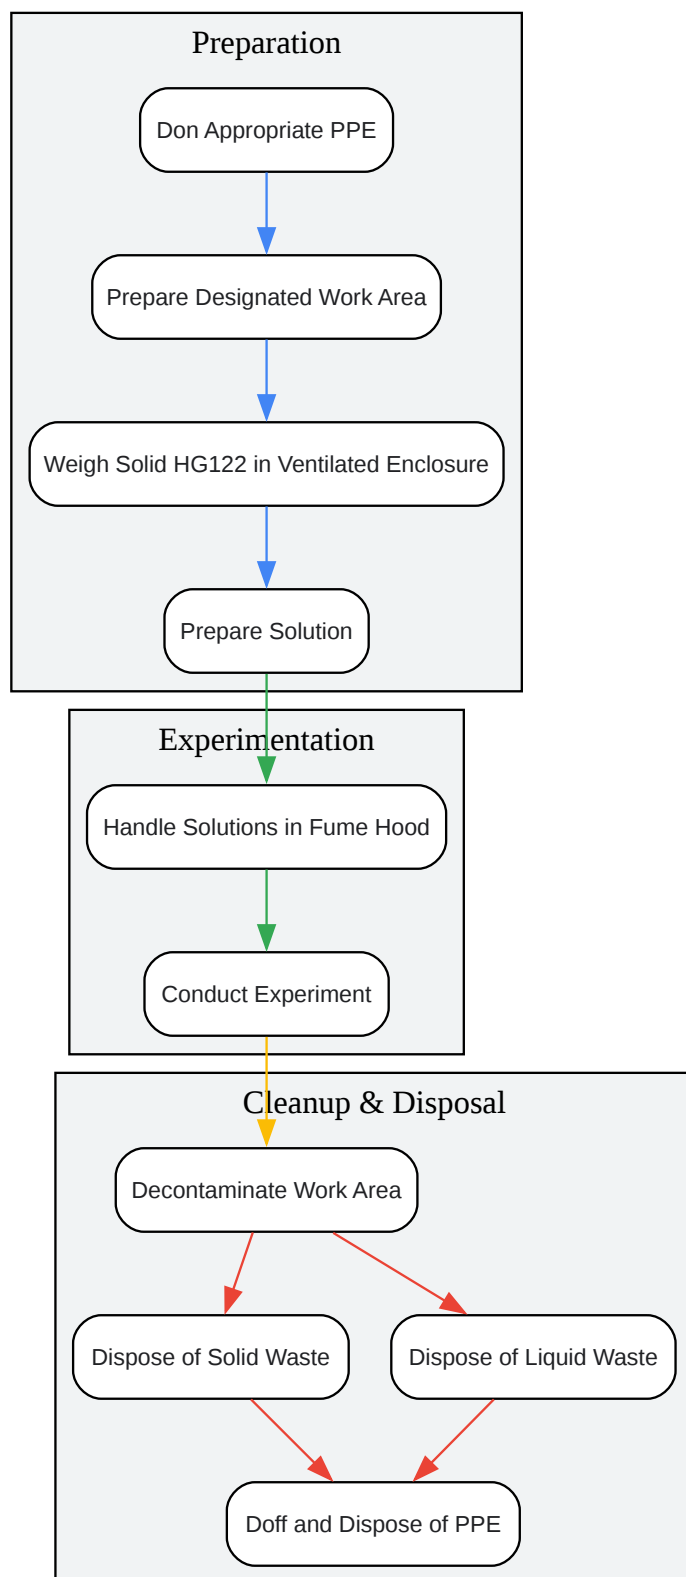 Preparation
Don Appropriate PPE
Prepare Designated Work Area
Weigh Solid HG122 in Ventilated Enclosure
Prepare Solution
Experimentation
Handle Solutions in Fume Hood
Conduct Experiment
Cleanup & Disposal
Decontaminate Work Area
Dispose of Solid Waste
Dispose of Liquid Waste
Doff and Dispose of PPE